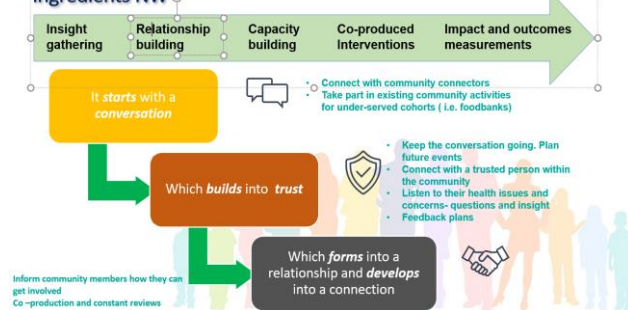 Ingredients NW
Insight
gathering
Relationship
building
Capacity
building
Co-produced
Interventions
Impact and outcomes
measurements
It starts with a
conversation
• Connect with community connectors
• Take part in existing community activities
for under-served cohorts ( i.e. foodbanks)
Which builds into trust
• Keep the conversation going. Plan
future events
• Connect with a trusted person within
the community
• Listen to their health issues and
concerns- questions and insight
• Feedback plans
Which forms into a
relationship and develops
into a connection
Inform community members how they can
get involved
Co –production and constant reviews